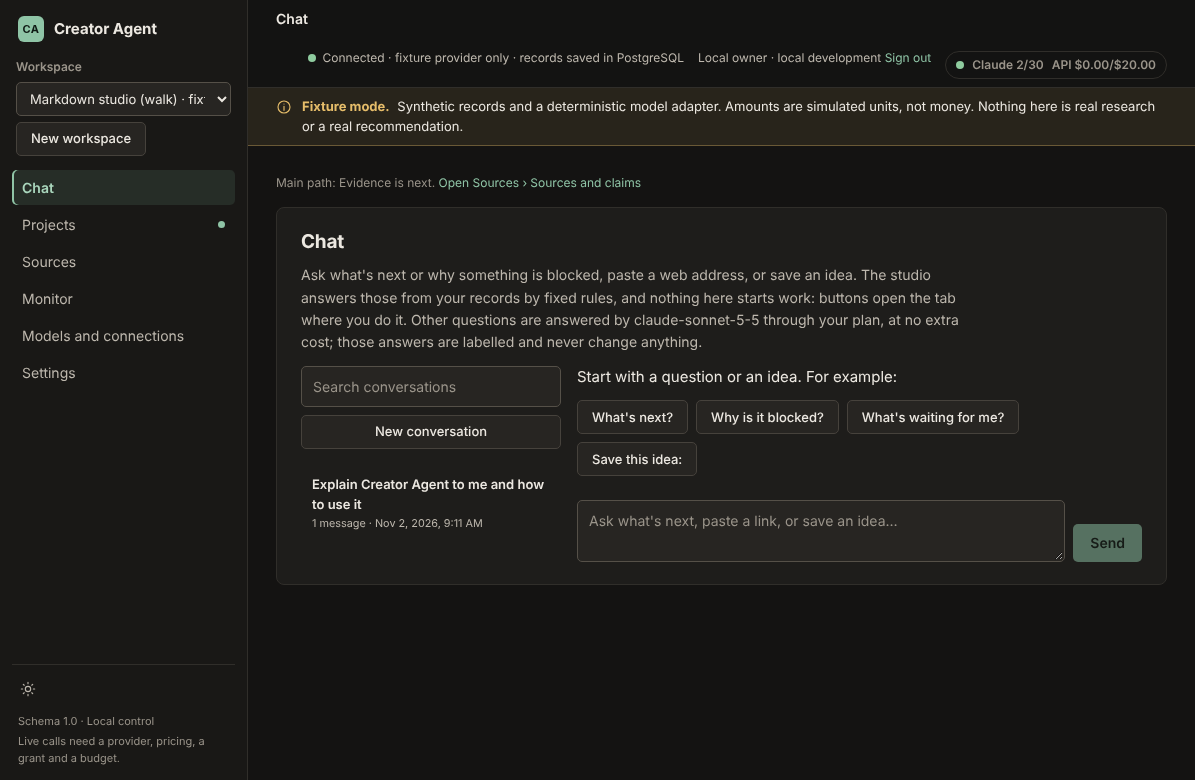 CA Creator Agent
Workspace
Markdown studio (walk) · fix
New workspace
Chat
Projects
Sources
Monitor
Models and connections
Settings
Schema 1.0 · Local control
Live calls need a provider, pricing, a
grant and a budget.
Chat
Connected · fixture provider only · records saved in PostgreSQL Local owner · local development Sign out
Claude 2/30 API $0.00/$20.00
Fixture mode. Synthetic records and a deterministic model adapter. Amounts are simulated units, not money. Nothing here is real research
or a real recommendation.
Main path: Evidence is next. Open Sources › Sources and claims
Chat
Ask what's next or why something is blocked, paste a web address, or save an idea. The studio
answers those from your records by fixed rules, and nothing here starts work: buttons open the tab
where you do it. Other questions are answered by claude-sonnet-5-5 through your plan, at no extra
cost; those answers are labelled and never change anything.
Search conversations
New conversation
Explain Creator Agent to me and how
to use it
1 message · Nov 2, 2026, 9:11 AM
Start with a question or an idea. For example:
What's next? Why is it blocked? What's waiting for me?
Save this idea:
Ask what's next, paste a link, or save an idea…
Send